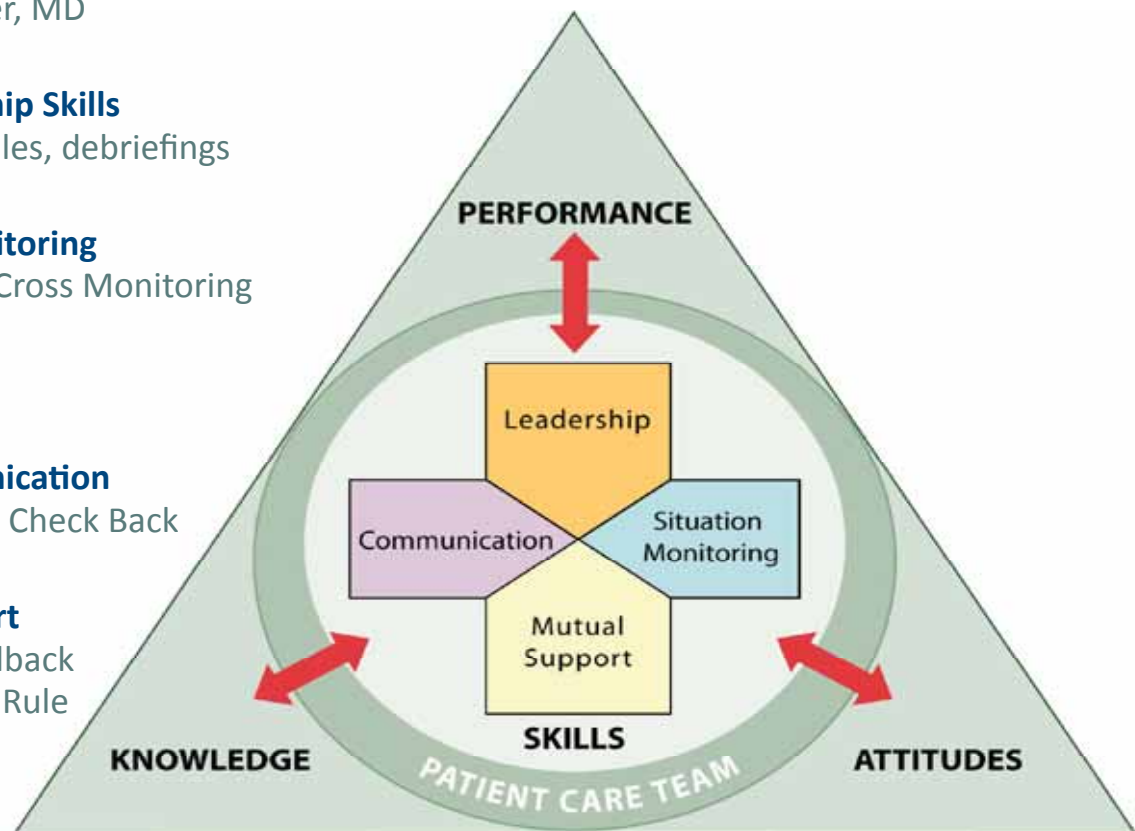 er, MD
ip Skills
les, debriefings
itoring
Cross Monitoring
nication
Check Back
rt
dback
Rule
PERFORMANCE
Leadership
Communication
Situation
Monitoring
Mutual
Support
SKILLS
KNOWLEDGE
ATTITUDES
PATIENT CARE TEAM